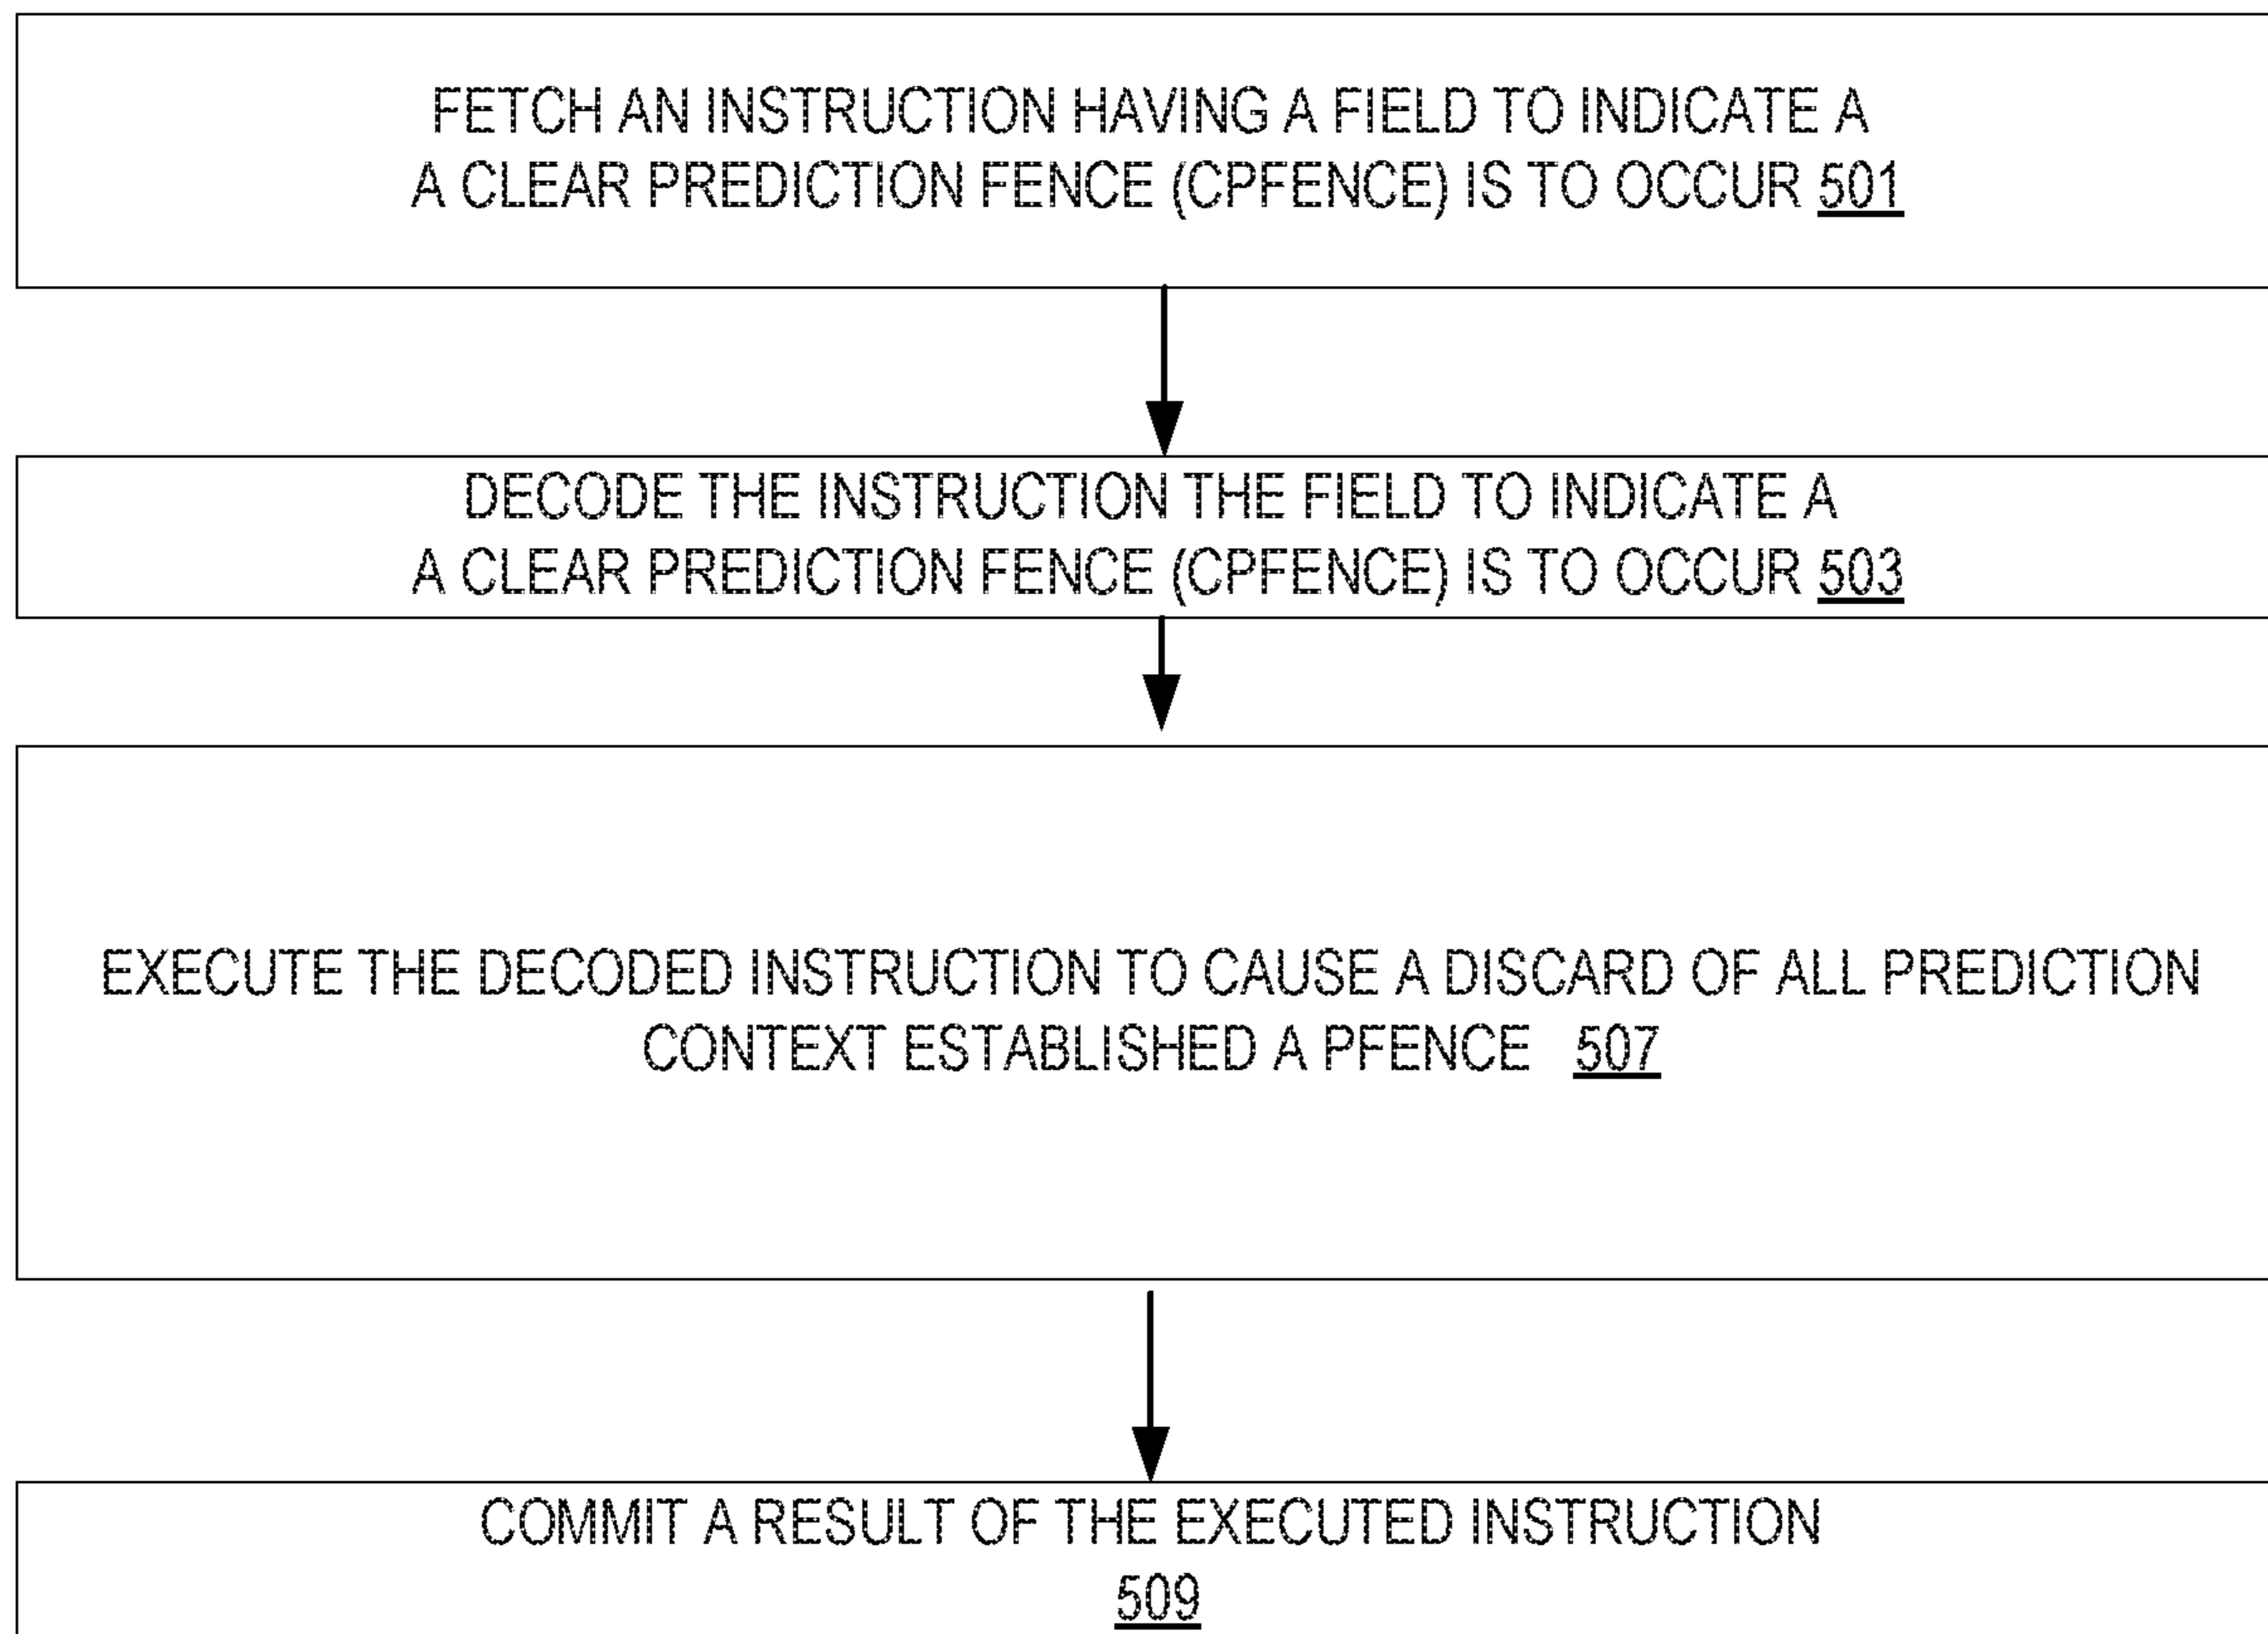 FETCH AN INSTRUCTION HAVING A FIELD TO INDICATE A
A CLEAR PREDICTION FENCE (CPFENCE) IS TO OCCUR 501
DECODE THE INSTRUCTION THE FIELD TO INDICATE A
A CLEAR PREDICTION FENCE (CPFENCE) IS TO OCCUR 503
EXECUTE THE DECODED INSTRUCTION TO CAUSE A DISCARD OF ALL PREDICTION
CONTEXT ESTABLISHED A PFENCE 507
COMMIT A RESULT OF THE EXECUTED INSTRUCTION
509